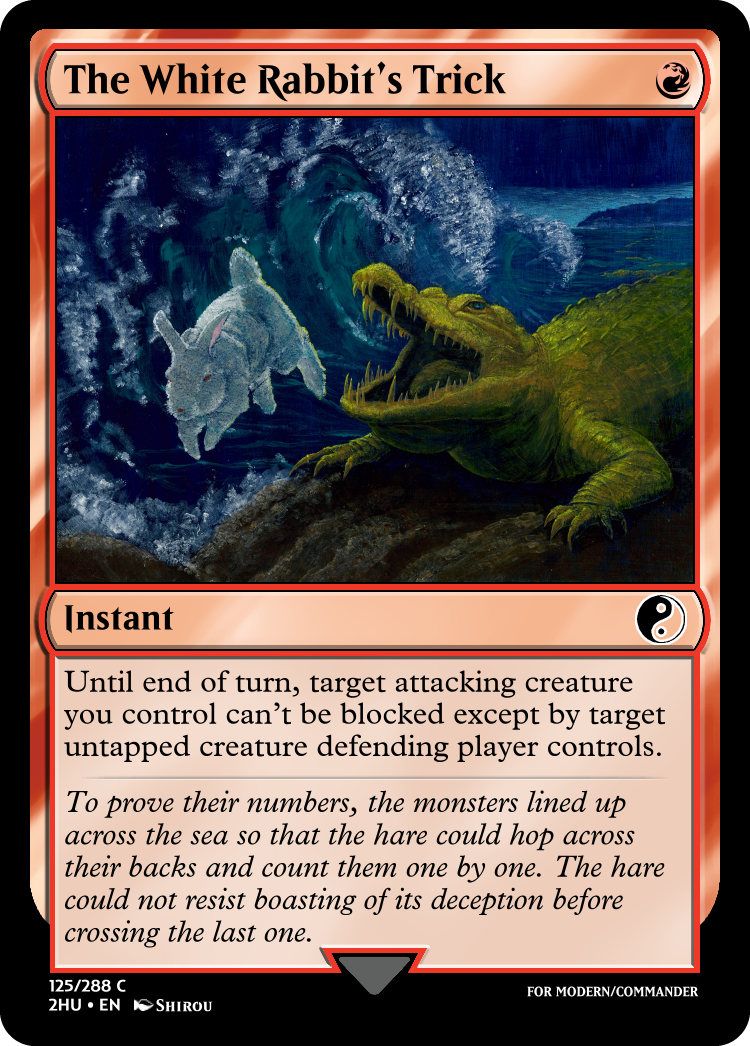 The White Rabbit's Trick
Instant
Until end of turn, target attacking creature
you control can't be blocked except by target
untapped creature defending player controls.
To prove their numbers, the monsters lined up
across the sea so that the hare could hop across
their backs and count them one by one. The hare
could not resist boasting of its deception before
crossing the last one.
125/288 C
2HU • EN Shirou
FOR MODERN/COMMANDER